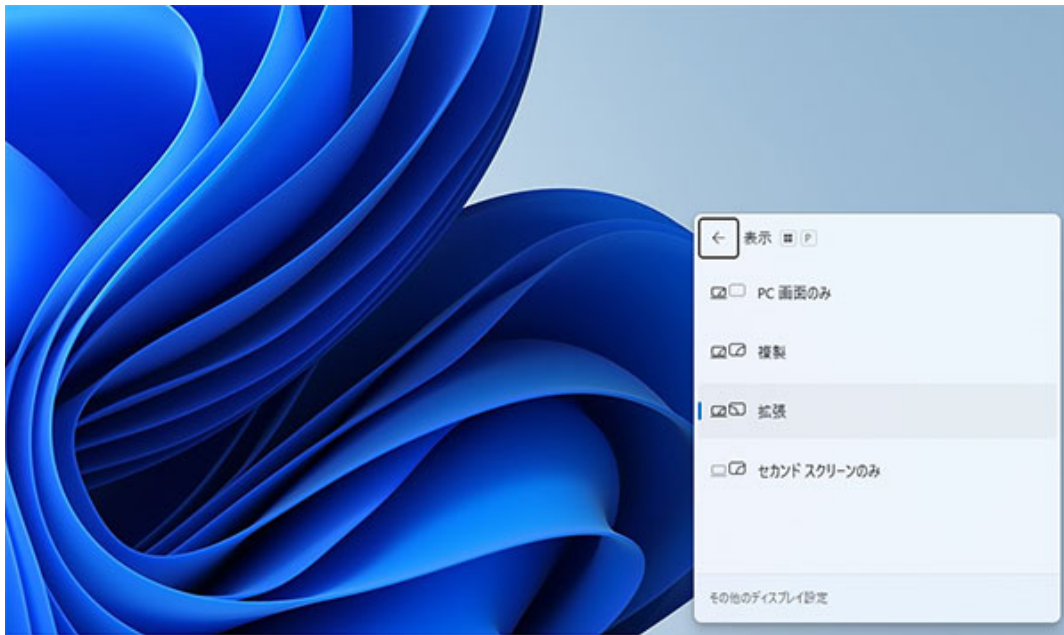 表示 P
PC 画面のみ
複製
拡張
セカンド スクリーンのみ
その他のディスプレイ設定